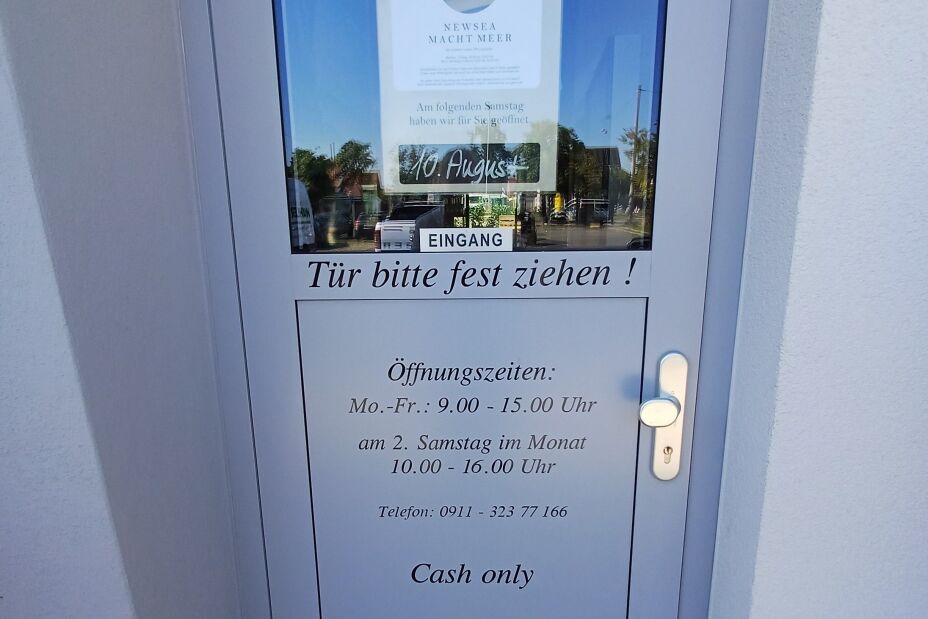 NEWSEA
MACHT MEER
Am folgenden Samstag
haben wir für Sie geöffnet
10. August
EINGANG
Tür bitte fest ziehen !
Öffnungszeiten:
Mo.-Fr.: 9.00 - 15.00 Uhr
am 2. Samstag im Monat
10.00 - 16.00 Uhr
Telefon: 0911 - 323 77 166
Cash only